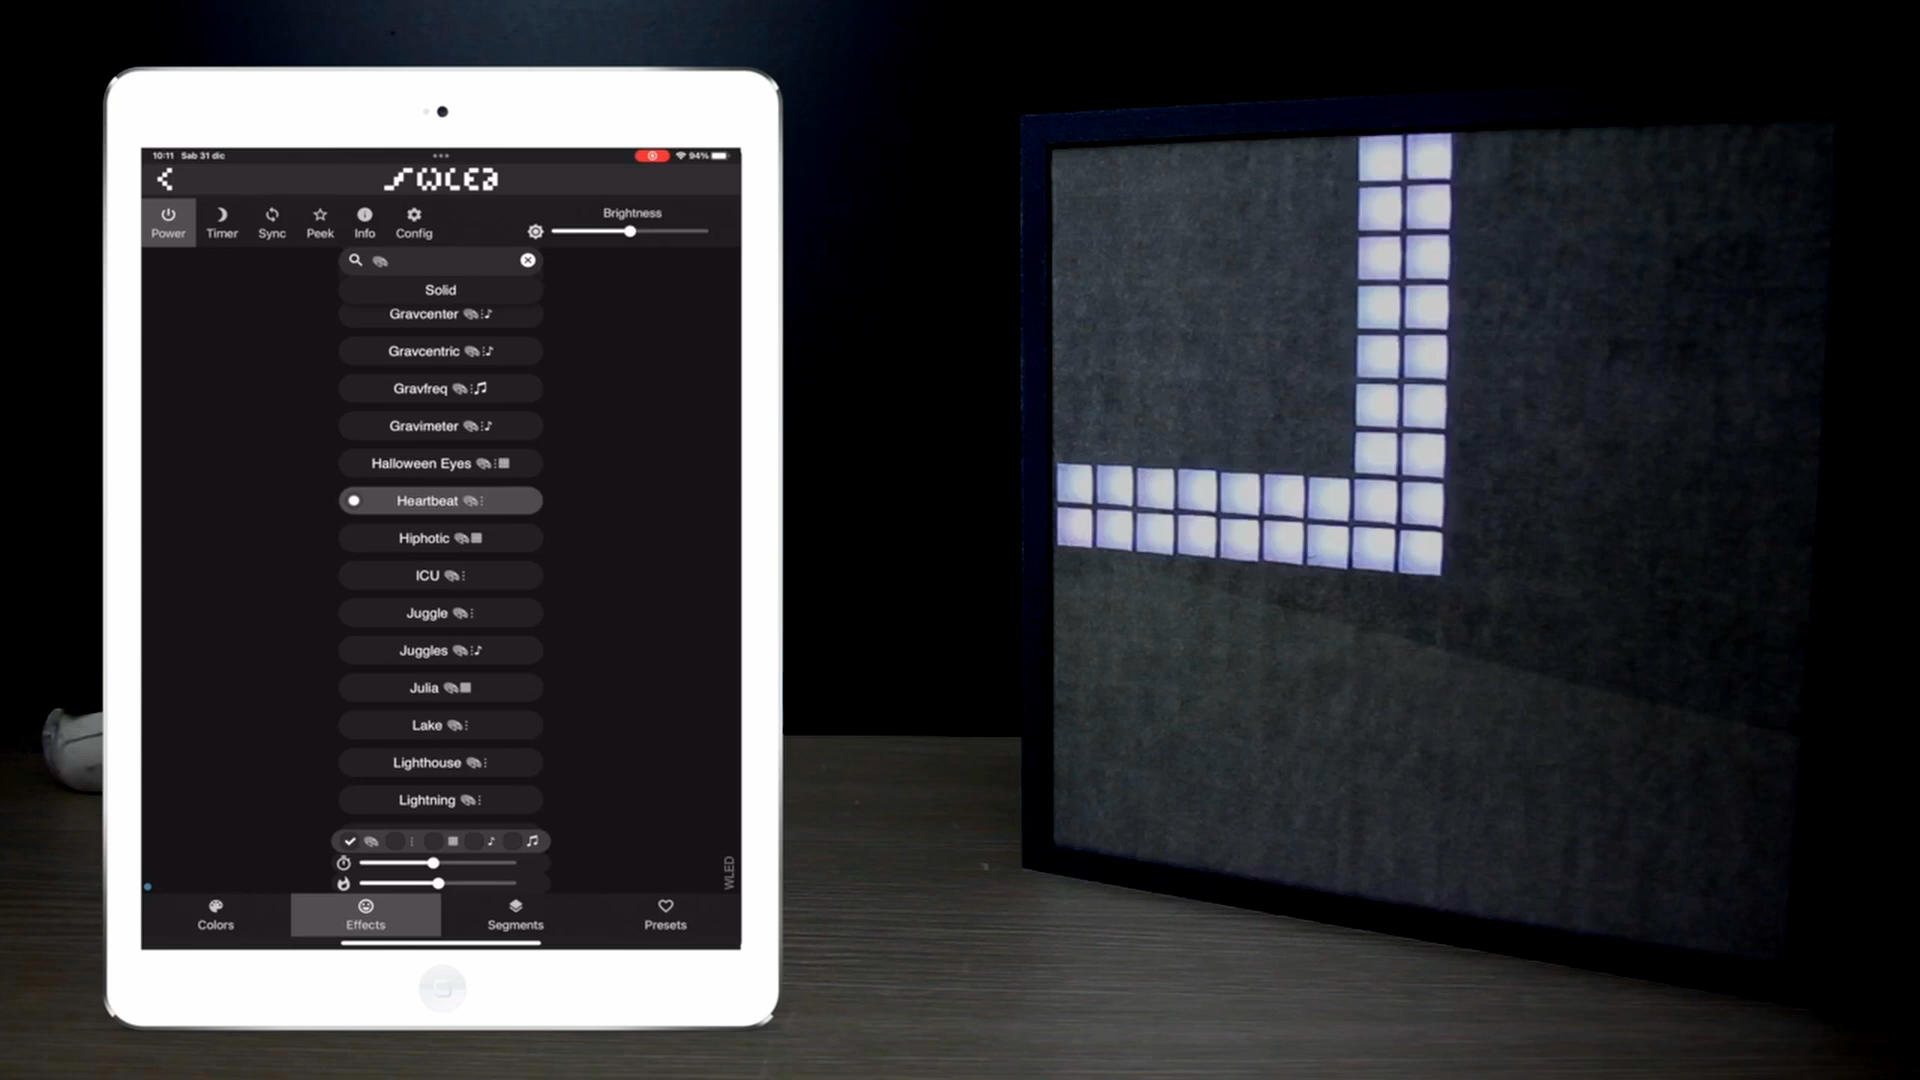 10:11 Sab 31 dic
94%
SWLED
Power
Timer
Sync
Peek
Info
Config
Brightness
Solid
Gravcenter
Gravcentric
Gravfreq
Gravimeter
Halloween Eyes
Heartbeat
Hiphotic
ICU
Juggle
Juggles
Julia
Lake
Lighthouse
Lightning
WLED
Colors
Effects
Segments
Presets